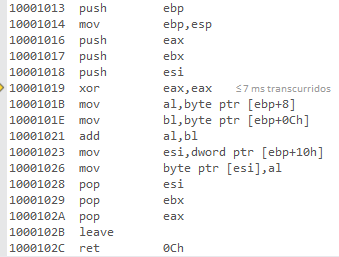 10001013 push ebp
10001014 mov ebp,esp
10001016 push eax
10001017 push ebx
10001018 push esi
10001019 xor eax,eax ≤7 ms transcurridos
1000101B mov al,byte ptr [ebp+8]
1000101E mov bl,byte ptr [ebp+0Ch]
10001021 add al,bl
10001023 mov esi,dword ptr [ebp+10h]
10001026 mov byte ptr [esi],al
10001028 pop esi
10001029 pop ebx
1000102A pop eax
1000102B leave
1000102C ret 0Ch